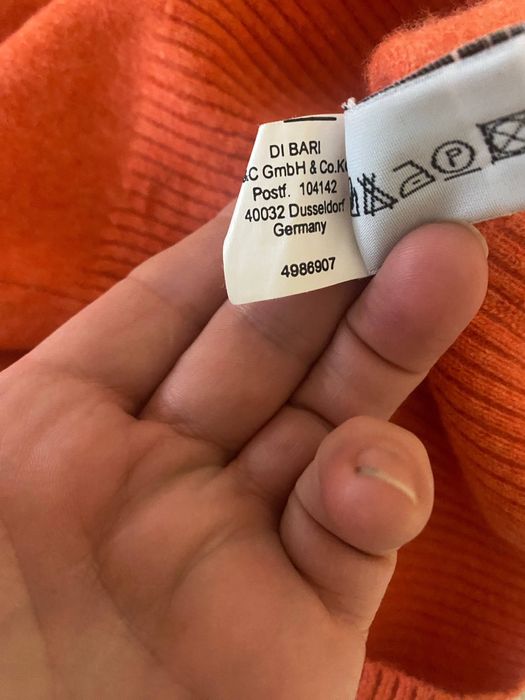 DI BARI
&C GmbH & Co.K
Postf. 104142
40032 Dusseldorf
Germany
4986907
P